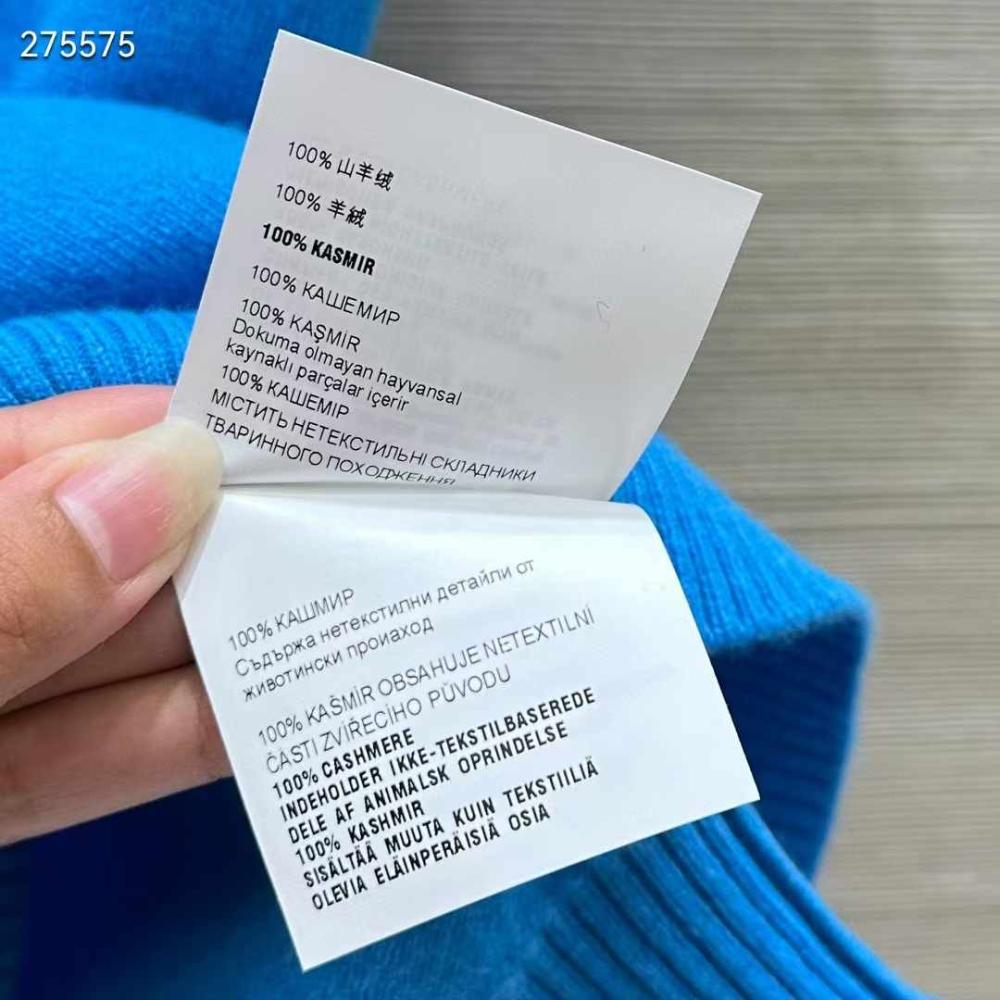 275575
100% 山羊绒
100% 羊絨
100% KASMIR
100% КАШЕМИР
100% KAŞMİR
Dokuma olmayan hayvansal
kaynaklı parçalar içerir
100% КАШЕМІР
МІСТИТЬ НЕТЕКСТИЛЬНІ СКЛАДНИКИ
ТВАРИННОГО ПОХОДЖЕННЯ
100% КАШМИР
Съдържа нетекстилни детайли от
животински произход
100% KAŠMÍR OBSAHUJE NETEXTILNÍ
ČÁSTI ZVÍŘECÍHO PŮVODU
100% CASHMERE
INDEHOLDER IKKE-TEKSTILBASEREDE
DELE AF ANIMALSK OPRINDELSE
100% KASHMIR
SISÄLTÄÄ MUUTA KUIN TEKSTIILIÄ
OLEVIA ELÄINPERÄISIÄ OSIA